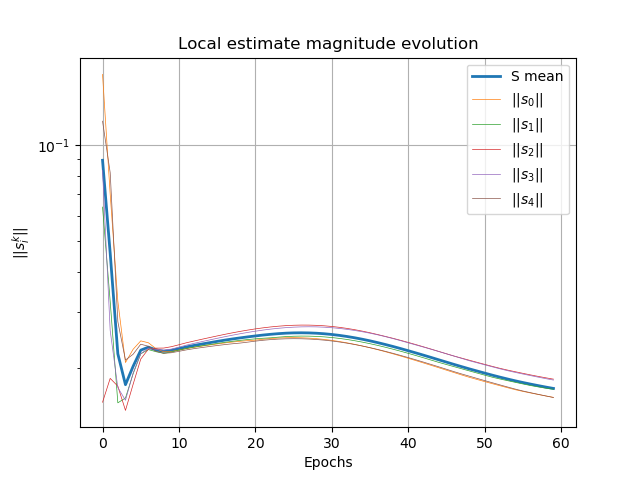 Local estimate magnitude evolution
S mean
||s₀||
||s₁||
||s₂||
||s₃||
||s₄||
10⁻¹
||sᵢᵏ||
0 10 20 30 40 50 60
Epochs